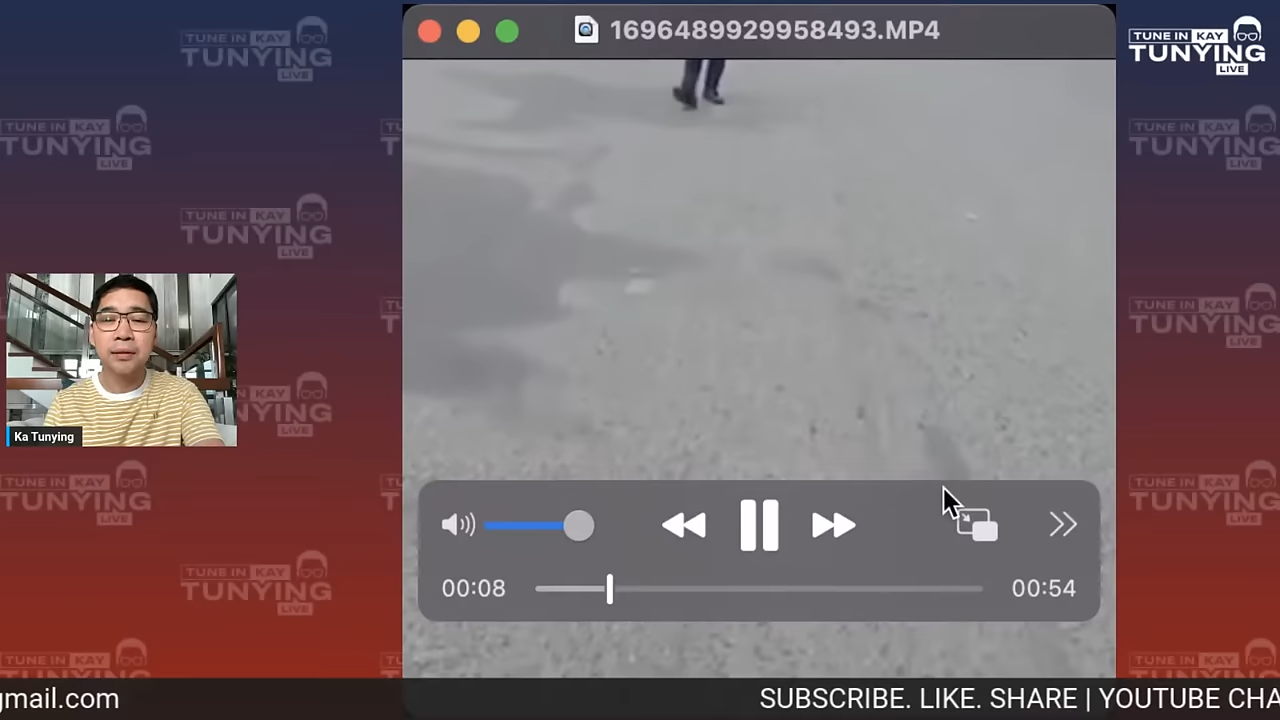 1696489929958493.MP4
TUNE IN KAY
TUNYING
LIVE
Ka Tunying
00:08
00:54
gmail.com
SUBSCRIBE. LIKE. SHARE | YOUTUBE CHA